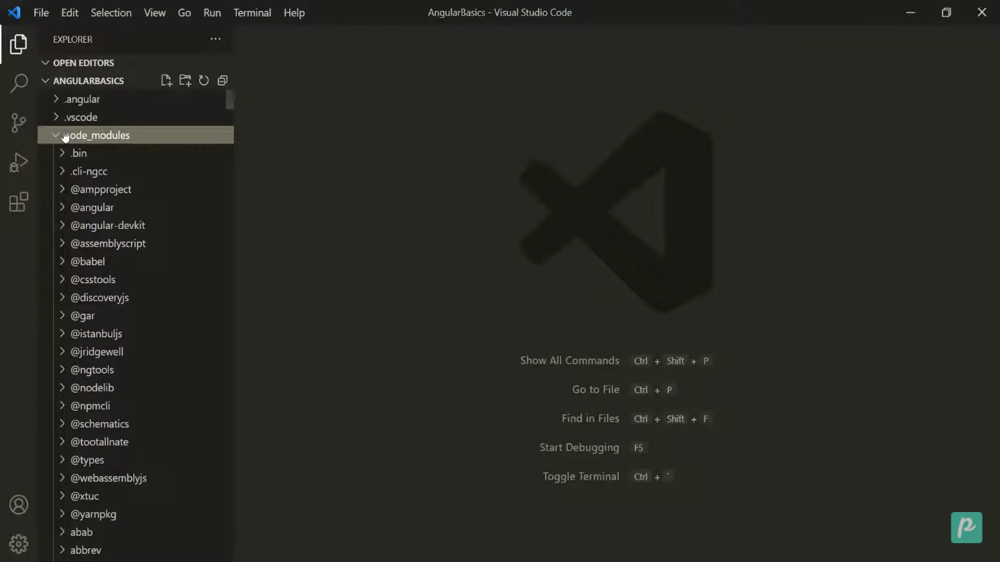 File Edit Selection View Go Run Terminal Help
AngularBasics - Visual Studio Code
EXPLORER
OPEN EDITORS
ANGULARBASICS
.angular
.vscode
ode_modules
.bin
.cli-ngcc
@ampproject
@angular
@angular-devkit
@assemblyscript
@babel
@csstools
@discoveryjs
@gar
@istanbuljs
@jridgewell
@ngtools
@nodelib
@npmcli
@schematics
@tootallnate
@types
@webassemblyjs
@xtuc
@yarnpkg
abab
abbrev
Show All Commands Ctrl + Shift + P
Go to File Ctrl + P
Find in Files Ctrl + Shift + F
Start Debugging F5
Toggle Terminal Ctrl + `
p